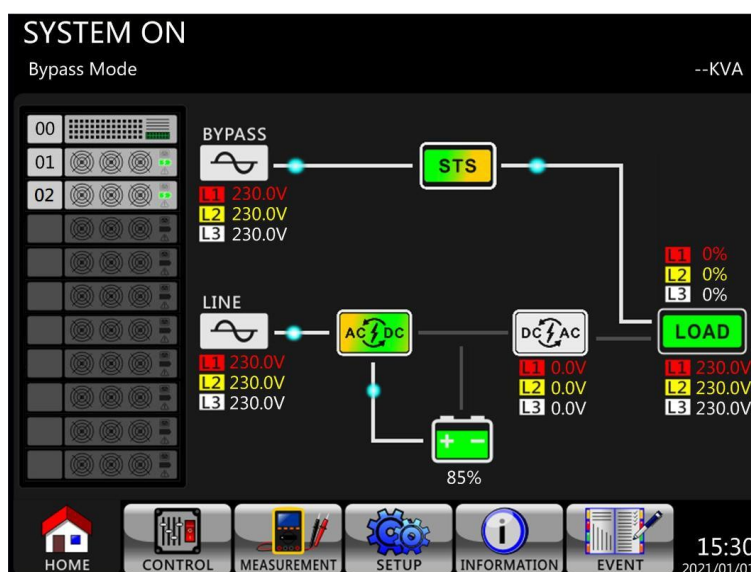 SYSTEM ON
Bypass Mode
--KVA
00
01
02
BYPASS
L1 230.0V
L2 230.0V
L3 230.0V
STS
L1 0%
L2 0%
L3 0%
LOAD
L1 230.0V
L2 230.0V
L3 230.0V
LINE
L1 230.0V
L2 230.0V
L3 230.0V
AC DC
DC AC
L1 0.0V
L2 0.0V
L3 0.0V
85%
HOME
CONTROL
MEASUREMENT
SETUP
INFORMATION
EVENT
15:30